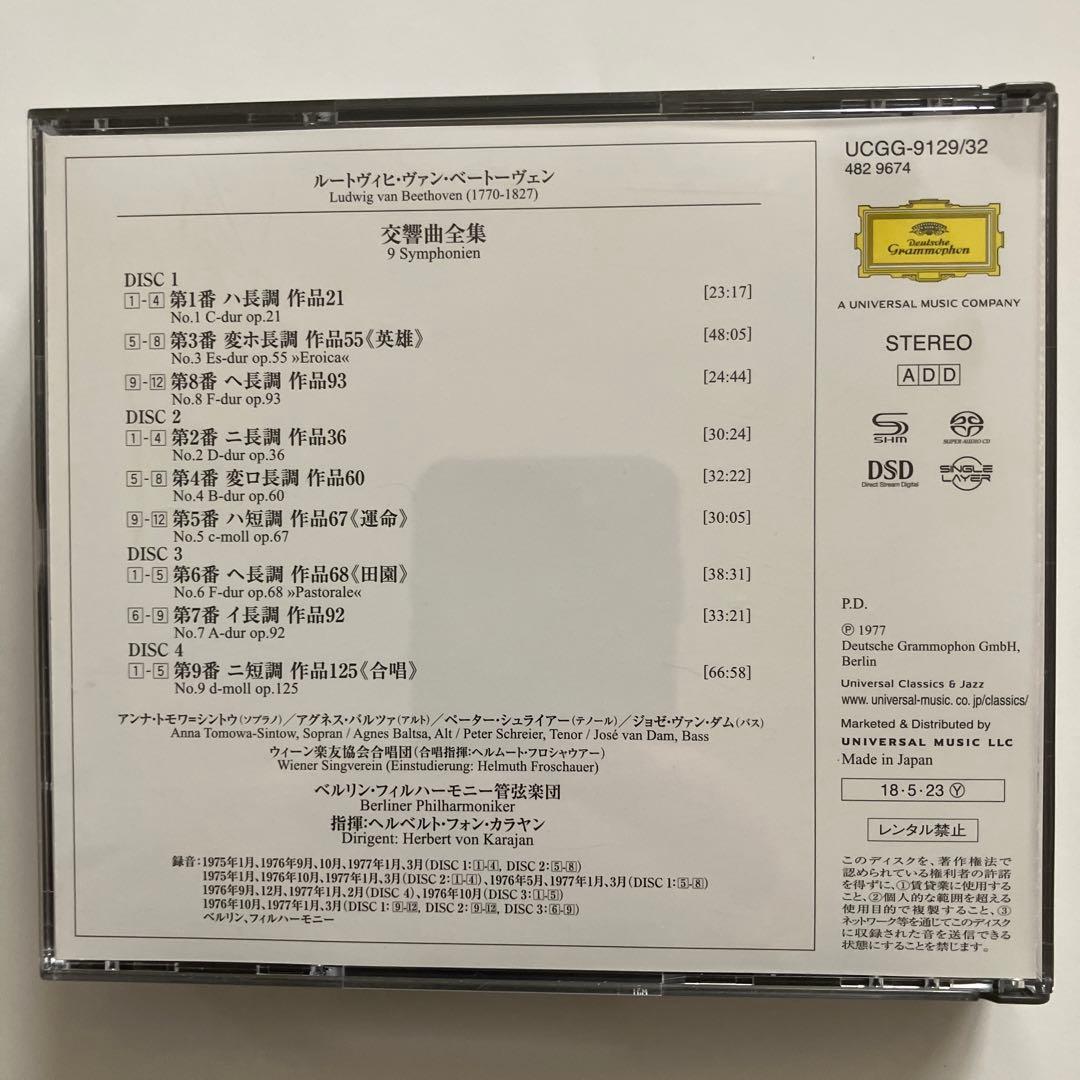 ルートヴィヒ・ヴァン・ベートーヴェン
Ludwig van Beethoven (1770-1827)
交響曲全集
9 Symphonien
DISC 1
1-4 第1番 ハ長調 作品21 [23:17]
No.1 C-dur op.21
5-8 第3番 変ホ長調 作品55《英雄》 [48:05]
No.3 Es-dur op.55 »Eroica«
9-12 第8番 ヘ長調 作品93 [24:44]
No.8 F-dur op.93
DISC 2
1-4 第2番 ニ長調 作品36 [30:24]
No.2 D-dur op.36
5-8 第4番 変ロ長調 作品60 [32:22]
No.4 B-dur op.60
9-12 第5番 ハ短調 作品67《運命》 [30:05]
No.5 c-moll op.67
DISC 3
1-5 第6番 ヘ長調 作品68《田園》 [38:31]
No.6 F-dur op.68 »Pastorale«
6-9 第7番 イ長調 作品92 [33:21]
No.7 A-dur op.92
DISC 4
1-5 第9番 ニ短調 作品125《合唱》 [66:58]
No.9 d-moll op.125
アンナ・トモワ=シントウ(ソプラノ)/アグネス・バルツァ(アルト)/ペーター・シュライアー(テノール)/ジョゼ・ヴァン・ダム(バス)
Anna Tomowa-Sintow, Sopran / Agnes Baltsa, Alt / Peter Schreier, Tenor / José van Dam, Bass
ウィーン楽友協会合唱団(合唱指揮:ヘルムート・フロシャウアー)
Wiener Singverein (Einstudierung: Helmuth Froschauer)
ベルリン・フィルハーモニー管弦楽団
Berliner Philharmoniker
指揮:ヘルベルト・フォン・カラヤン
Dirigent: Herbert von Karajan
録音:1975年1月、1976年9月、10月、1977年1月、3月(DISC 1:1-4, DISC 2:5-8)
1975年1月、1976年10月、1977年1月、3月(DISC 2:1-4)、1976年5月、1977年1月、3月(DISC 1:5-8)
1976年9月、12月、1977年1月、2月(DISC 4)、1976年10月(DISC 3:1-5)
1976年10月、1977年1月、3月(DISC 1:9-12, DISC 2:9-12, DISC 3:6-9)
ベルリン、フィルハーモニー
UCGG-9129/32
482 9674
Deutsche
Grammophon
A UNIVERSAL MUSIC COMPANY
STEREO
ADD
SHM
SUPER AUDIO CD
DSD
Direct Stream Digital
SINGLE
LAYER
P.D.
℗ 1977
Deutsche Grammophon GmbH,
Berlin
Universal Classics & Jazz
www. universal-music. co. jp/classics/
Marketed & Distributed by
UNIVERSAL MUSIC LLC
Made in Japan
18・5・23 Ⓨ
レンタル禁止
このディスクを、著作権法で
認められている権利者の許諾
を得ずに、①賃貸業に使用する
こと、②個人的な範囲を超える
使用目的で複製すること、③
ネットワーク等を通じてこのディスク
に収録された音を送信できる
状態にすることを禁じます。